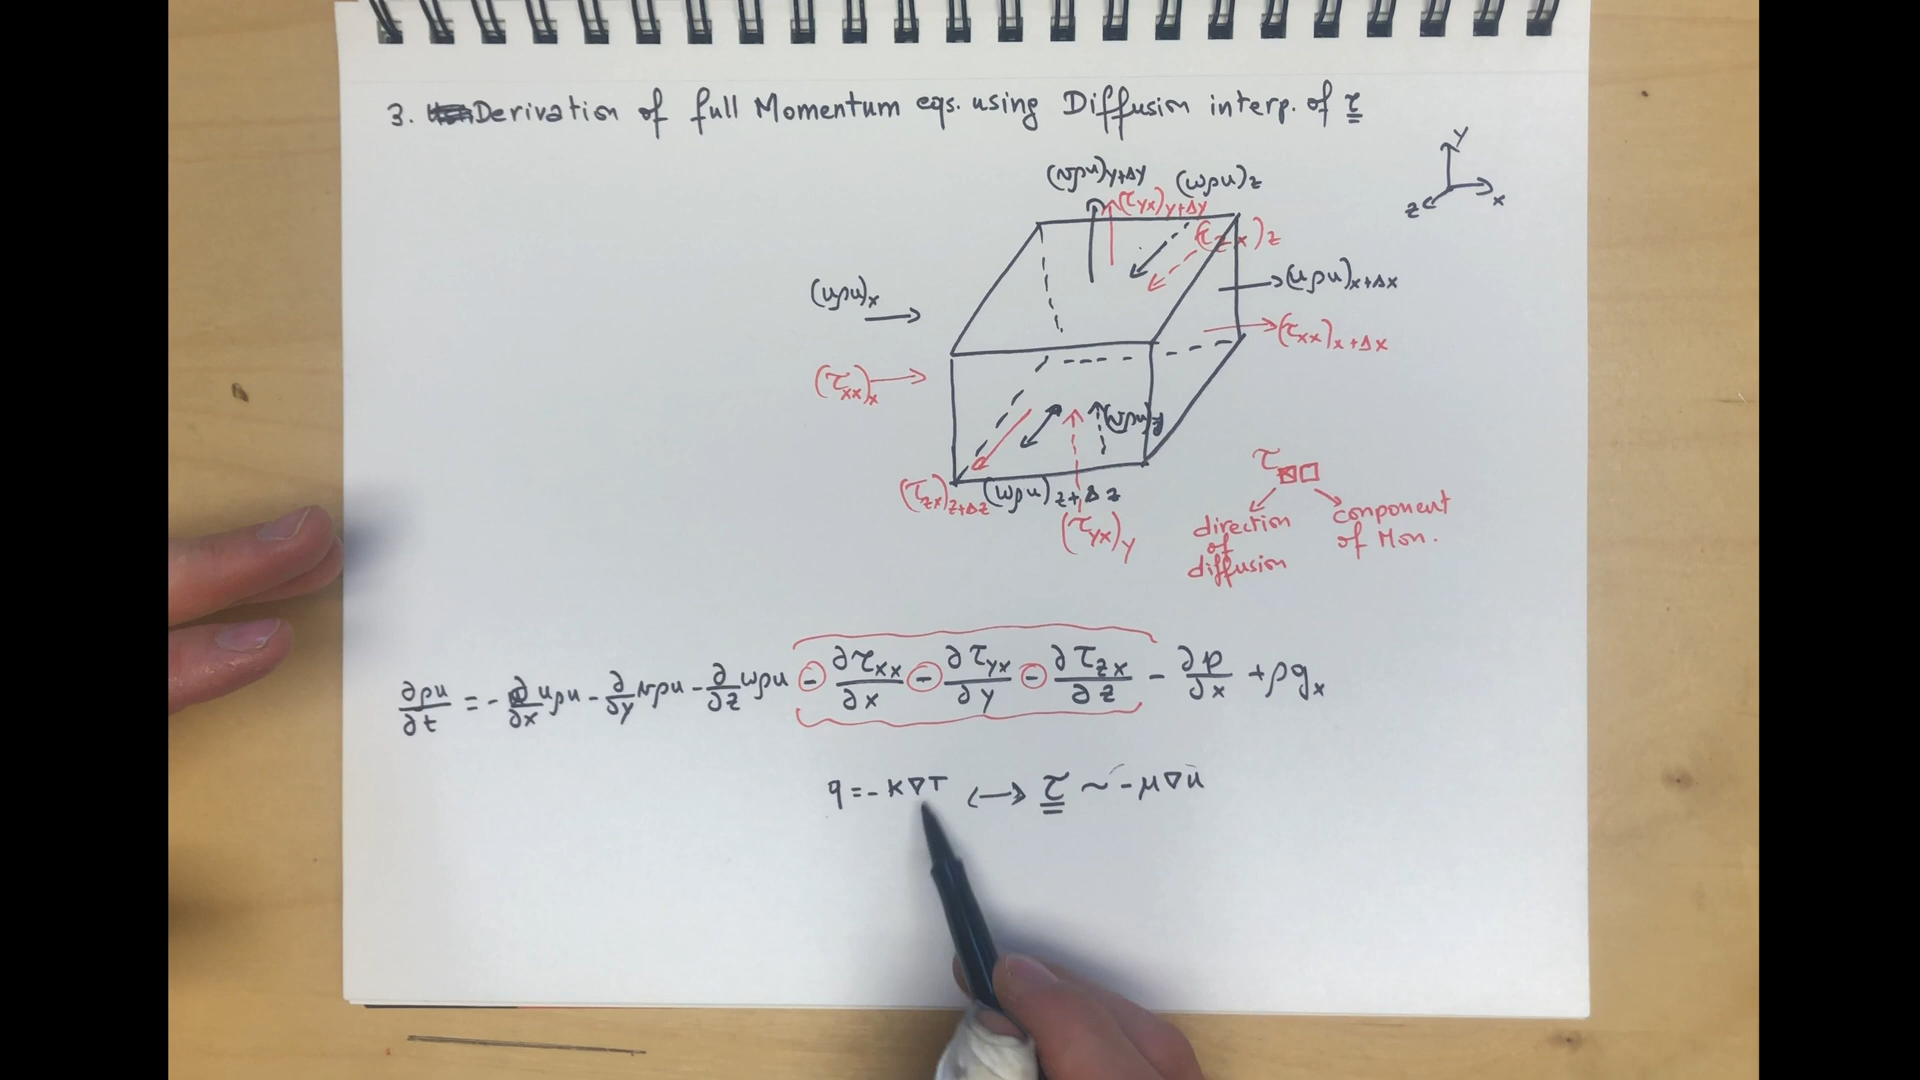 3. Derivation of full Momentum eqs. using Diffusion interp. of τ
y
x
z
(vρu)y+Δy
(wρu)z
(τyx)y+Δy
(τzx)z
(uρu)x
(uρu)x+Δx
(τxx)x
(τxx)x+Δx
(vρu)y
(τzx)z+Δz
(wρu)z+Δz
(τyx)y
τ
direction of diffusion
conponent of Mon.
∂ρu/∂t = - ∂/∂x uρu - ∂/∂y vρu - ∂/∂z wρu - ∂τxx/∂x - ∂τyx/∂y - ∂τzx/∂z - ∂p/∂x + ρgx
q = - K∇T ⟷ τ ~ - μ∇u